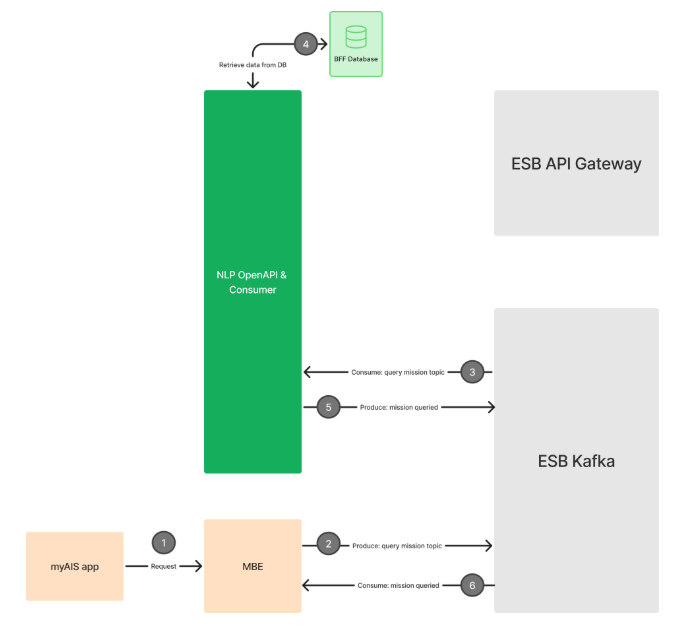 4
BFF Database
Retrieve data from DB
ESB API Gateway
NLP OpenAPI &
Consumer
Consume: query mission topic
3
5
Produce: mission queried
ESB Kafka
1
2
Produce: query mission topic
myAIS app
Request
MBE
Consume: mission queried
6